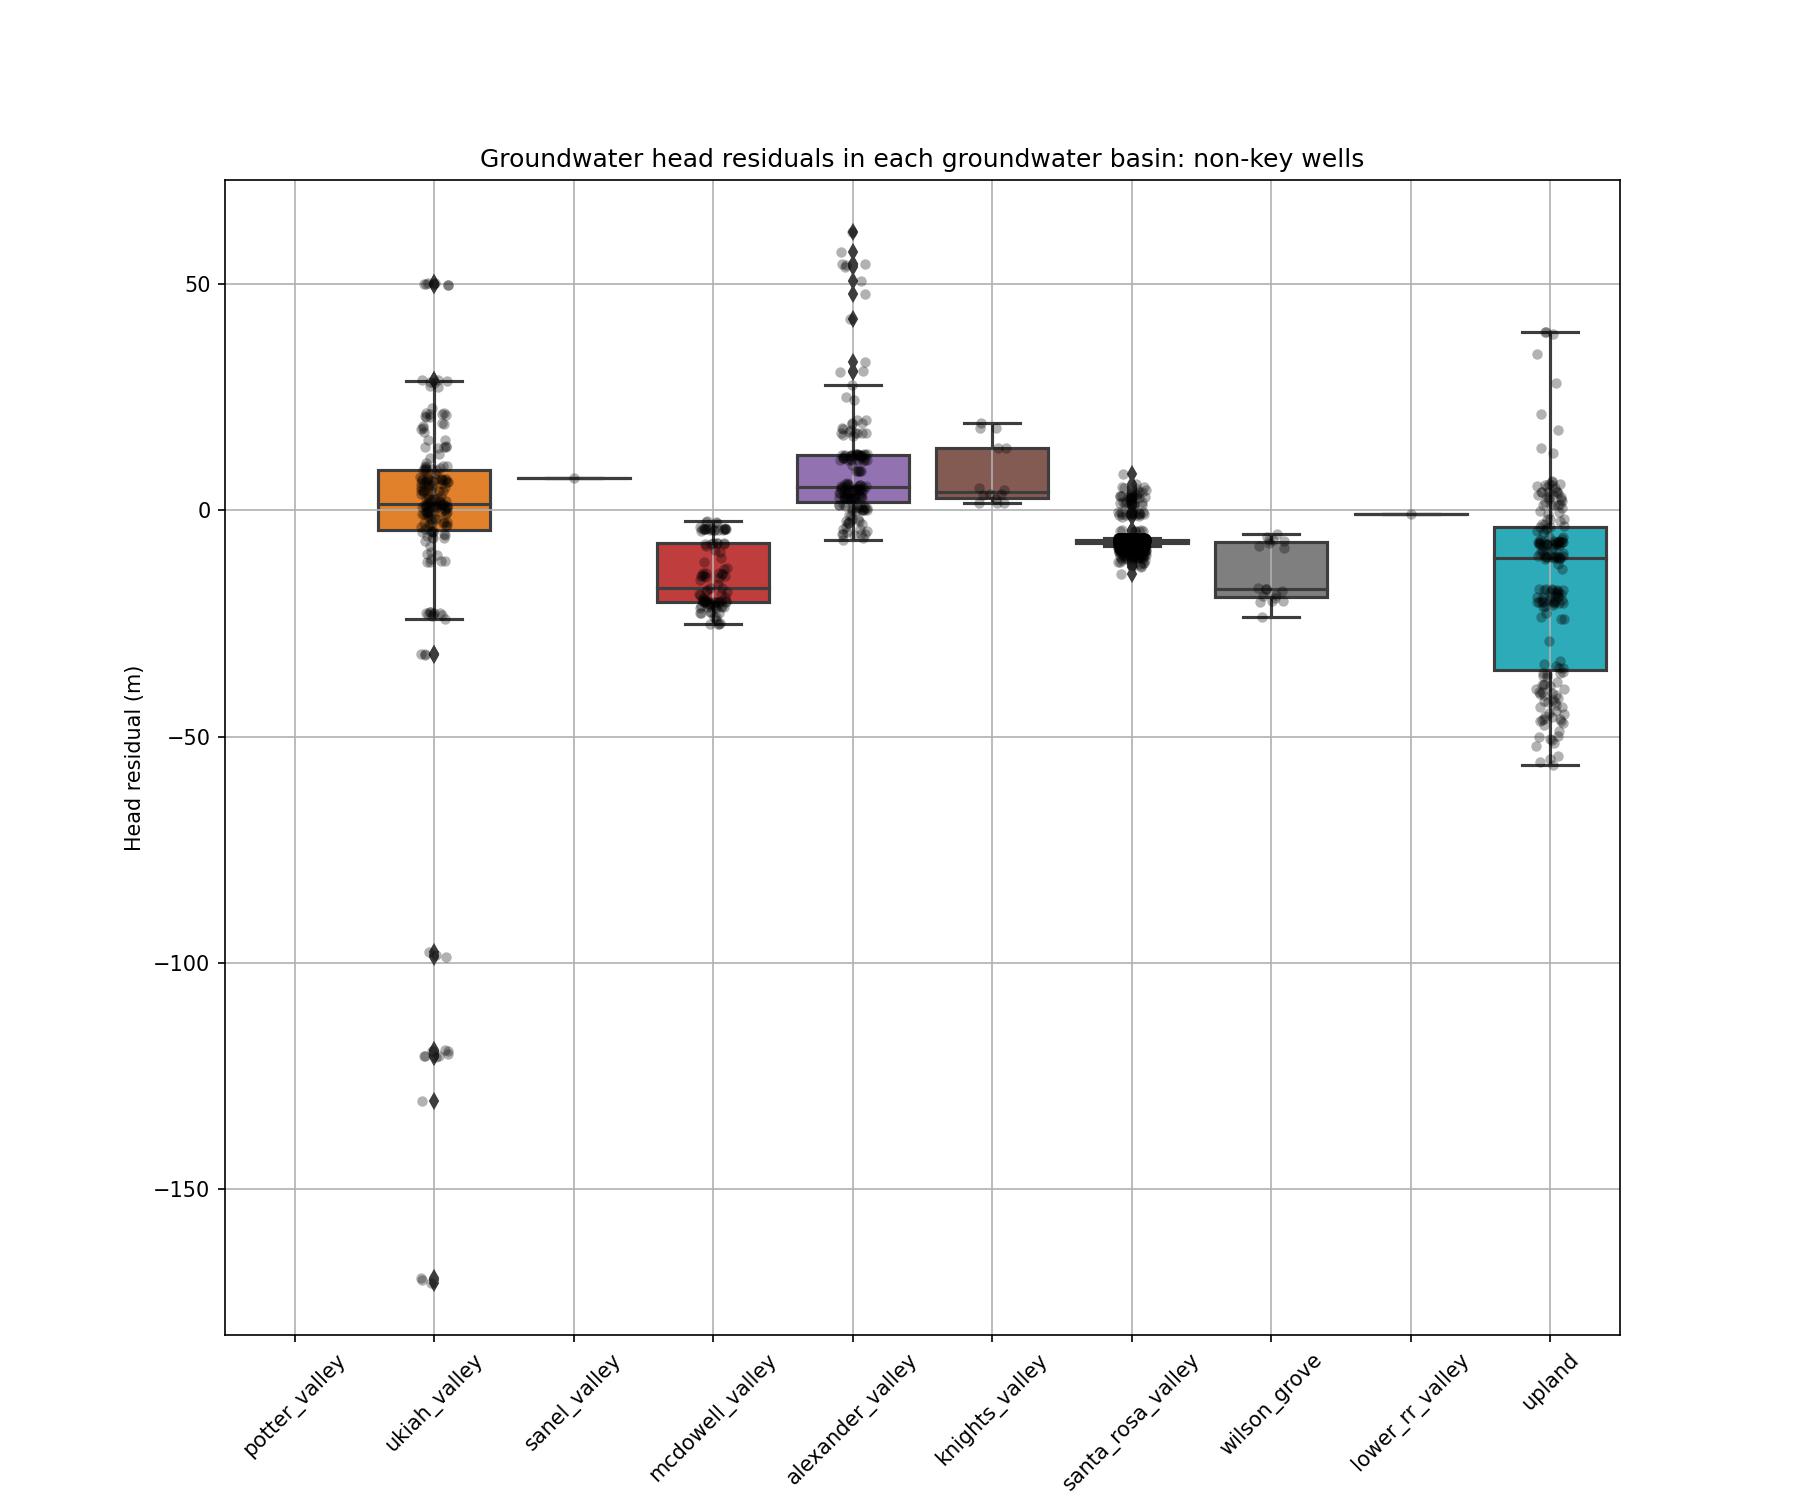 Groundwater head residuals in each groundwater basin: non-key wells
Head residual (m)
50
0
−50
−100
−150
potter_valley
ukiah_valley
sanel_valley
mcdowell_valley
alexander_valley
knights_valley
santa_rosa_valley
wilson_grove
lower_rr_valley
upland